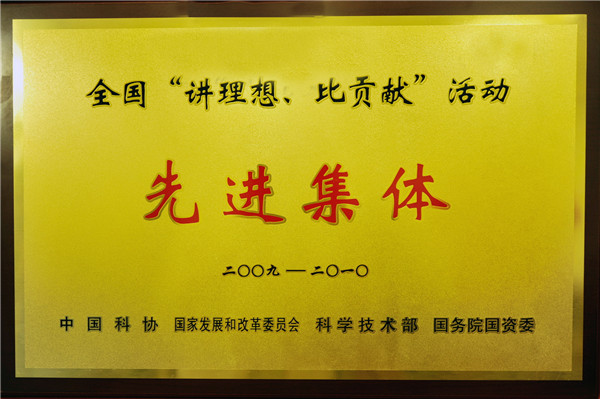 全国“讲理想、比贡献”活动
先进集体
二〇〇九—二〇一〇
中国科协 国家发展和改革委员会 科学技术部 国务院国资委